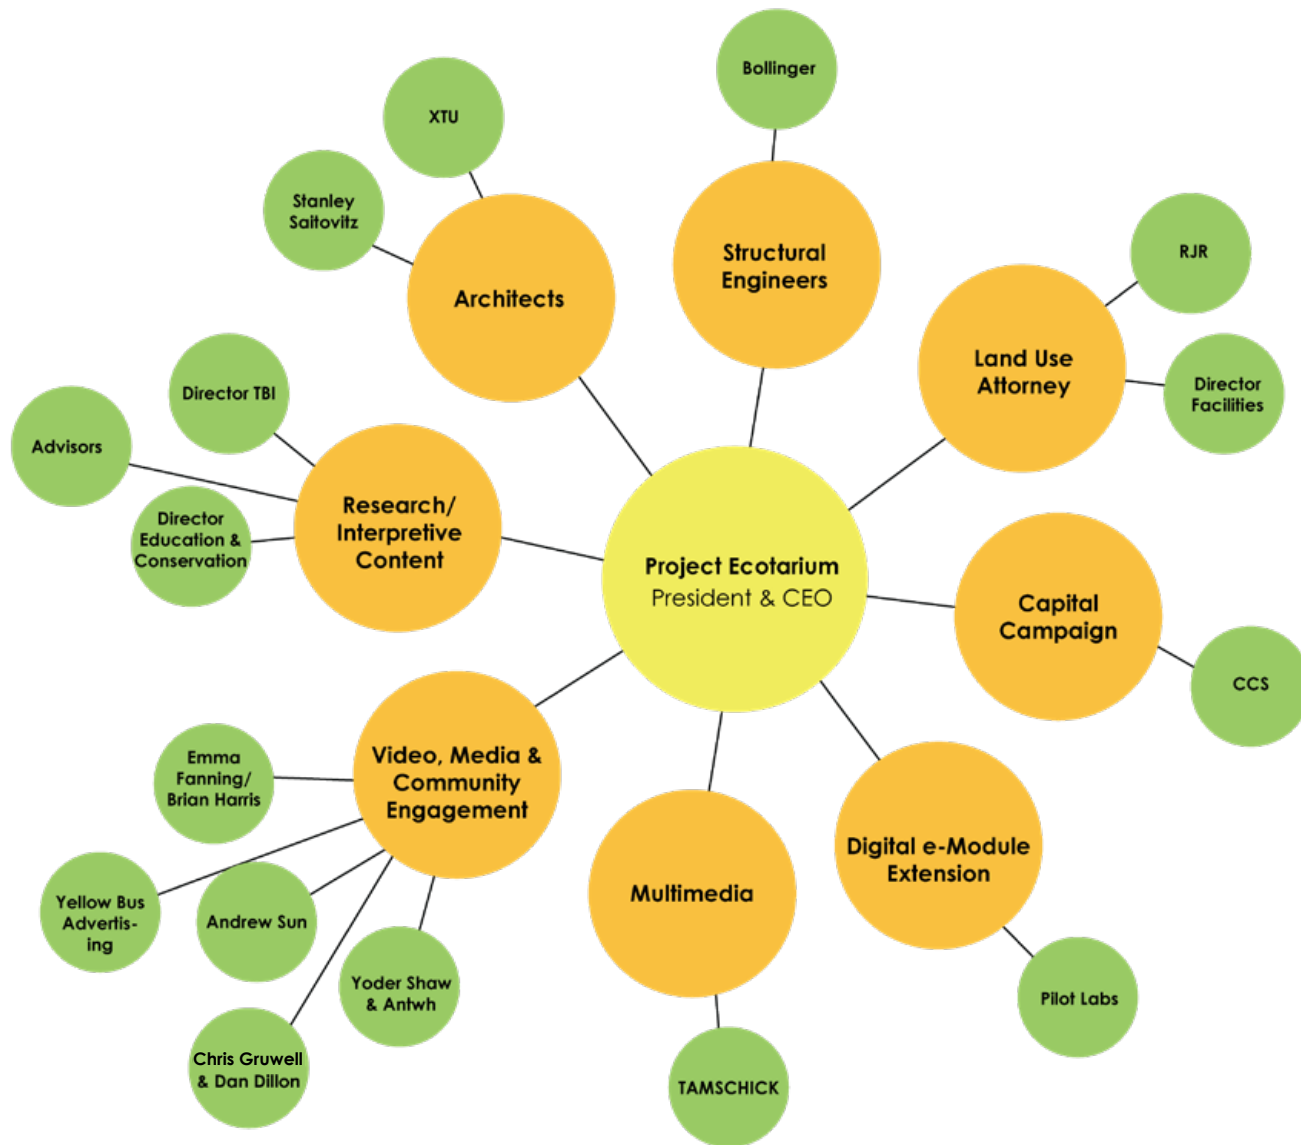 Bollinger
XTU
Stanley
Saitovitz
Structural
Engineers
RJR
Architects
Land Use
Attorney
Director
Facilities
Director TBI
Advisors
Research/
Interpretive
Content
Director
Education &
Conservation
Project Ecotarium
President & CEO
Capital
Campaign
CCS
Video, Media &
Community
Engagement
Emma
Fanning/
Brian Harris
Digital e-Module
Extension
Multimedia
Yellow Bus
Advertis-
ing
Andrew Sun
Yoder Shaw
& Antwh
Pilot Labs
Chris Gruwell
& Dan Dillon
TAMSCHICK